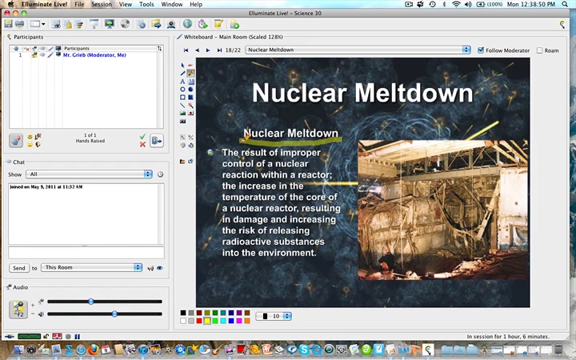 Elluminate Live! File Session View Tools Window Help (100%) Mon 12:38:50 PM
Elluminate Live! – Science 30
Participants
Participants
1 Mr. Grieb (Moderator, Me)
1 of 1
Hands Raised
Chat
Show All
Joined on May 9, 2011 at 11:32 AM
Send to This Room
Audio
Whiteboard – Main Room (Scaled 128%)
18/22 Nuclear Meltdown Follow Moderator Roam
Nuclear Meltdown
Nuclear Meltdown
The result of improper
control of a nuclear
reaction within a reactor;
the increase in the
temperature of the core of
a nuclear reactor, resulting
in damage and increasing
the risk of releasing
radioactive substances
into the environment.
10
In session for 1 hour, 6 minutes.